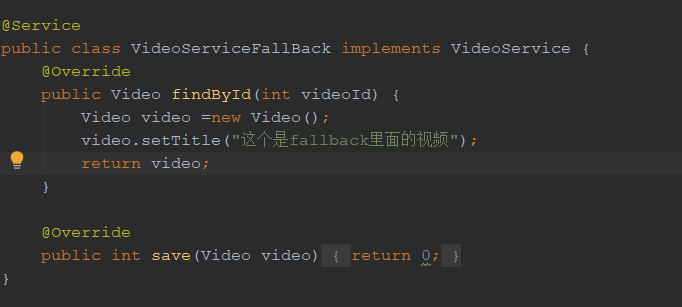 @Service
public class VideoServiceFallBack implements VideoService {
@Override
public Video findById(int videoId) {
Video video =new Video();
video.setTitle("这个是fallback里面的视频");
return video;
}
@Override
public int save(Video video) { return 0; }
}